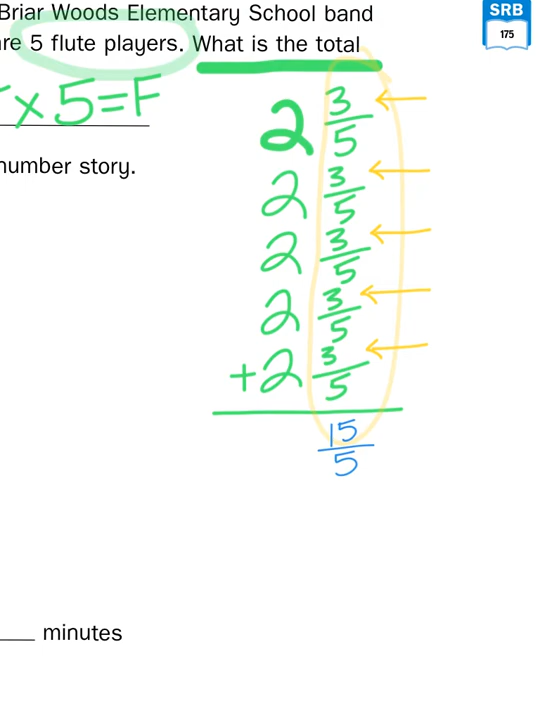 Briar Woods Elementary School band
SRB
175
are 5 flute players. What is the total
x 5 = F
number story.
2 3/5
2 3/5
2 3/5
2 3/5
+ 2 3/5
15/5
minutes